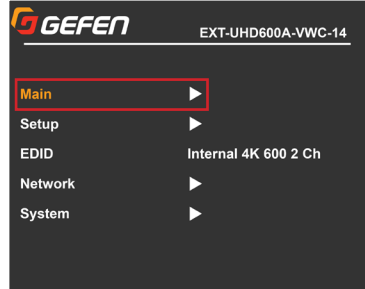 GEFEN
EXT-UHD600A-VWC-14
Main
Setup
EDID Internal 4K 600 2 Ch
Network
System